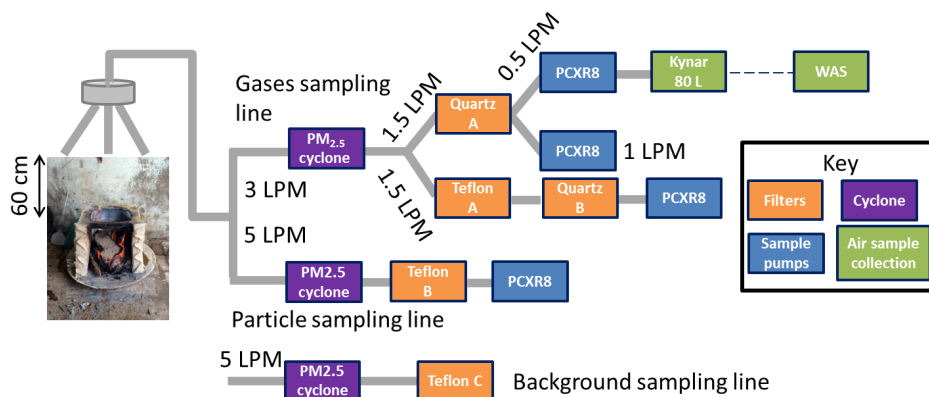 0.5 LPM
PCXR8
Kynar
80 L
WAS
Gases sampling
line
1.5 LPM
Quartz
A
PM2.5
cyclone
PCXR8
1 LPM
60 cm
3 LPM
1.5 LPM
Teflon
A
Quartz
B
PCXR8
5 LPM
PM2.5
cyclone
Teflon
B
PCXR8
Particle sampling line
5 LPM
PM2.5
cyclone
Teflon C
Background sampling line
Key
Filters
Cyclone
Sample
pumps
Air sample
collection